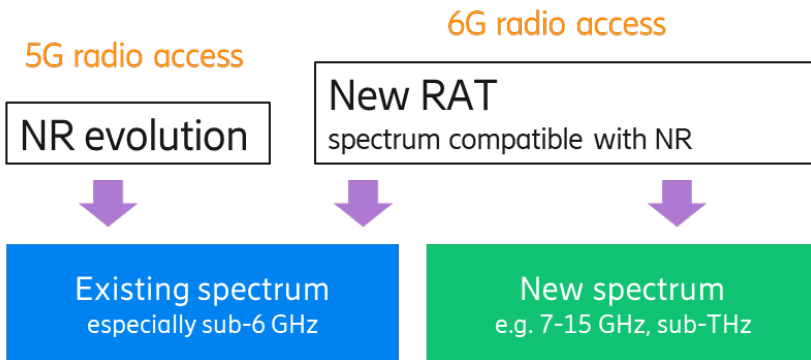 5G radio access
6G radio access
NR evolution
New RAT
spectrum compatible with NR
Existing spectrum
especially sub-6 GHz
New spectrum
e.g. 7-15 GHz, sub-THz